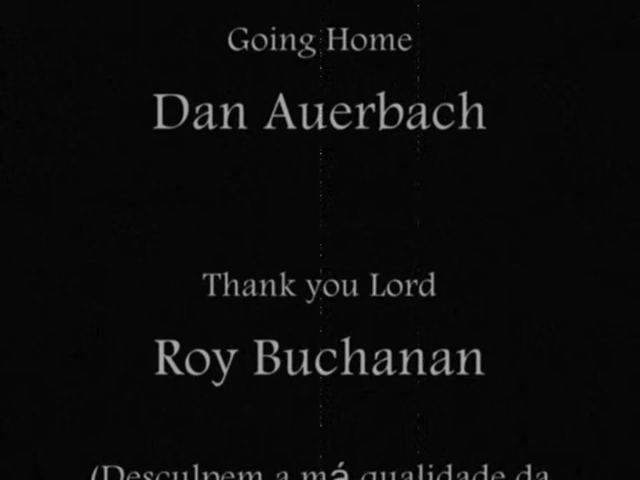 Going Home
Dan Auerbach
Thank you Lord
Roy Buchanan
(Desculpem a má qualidade da